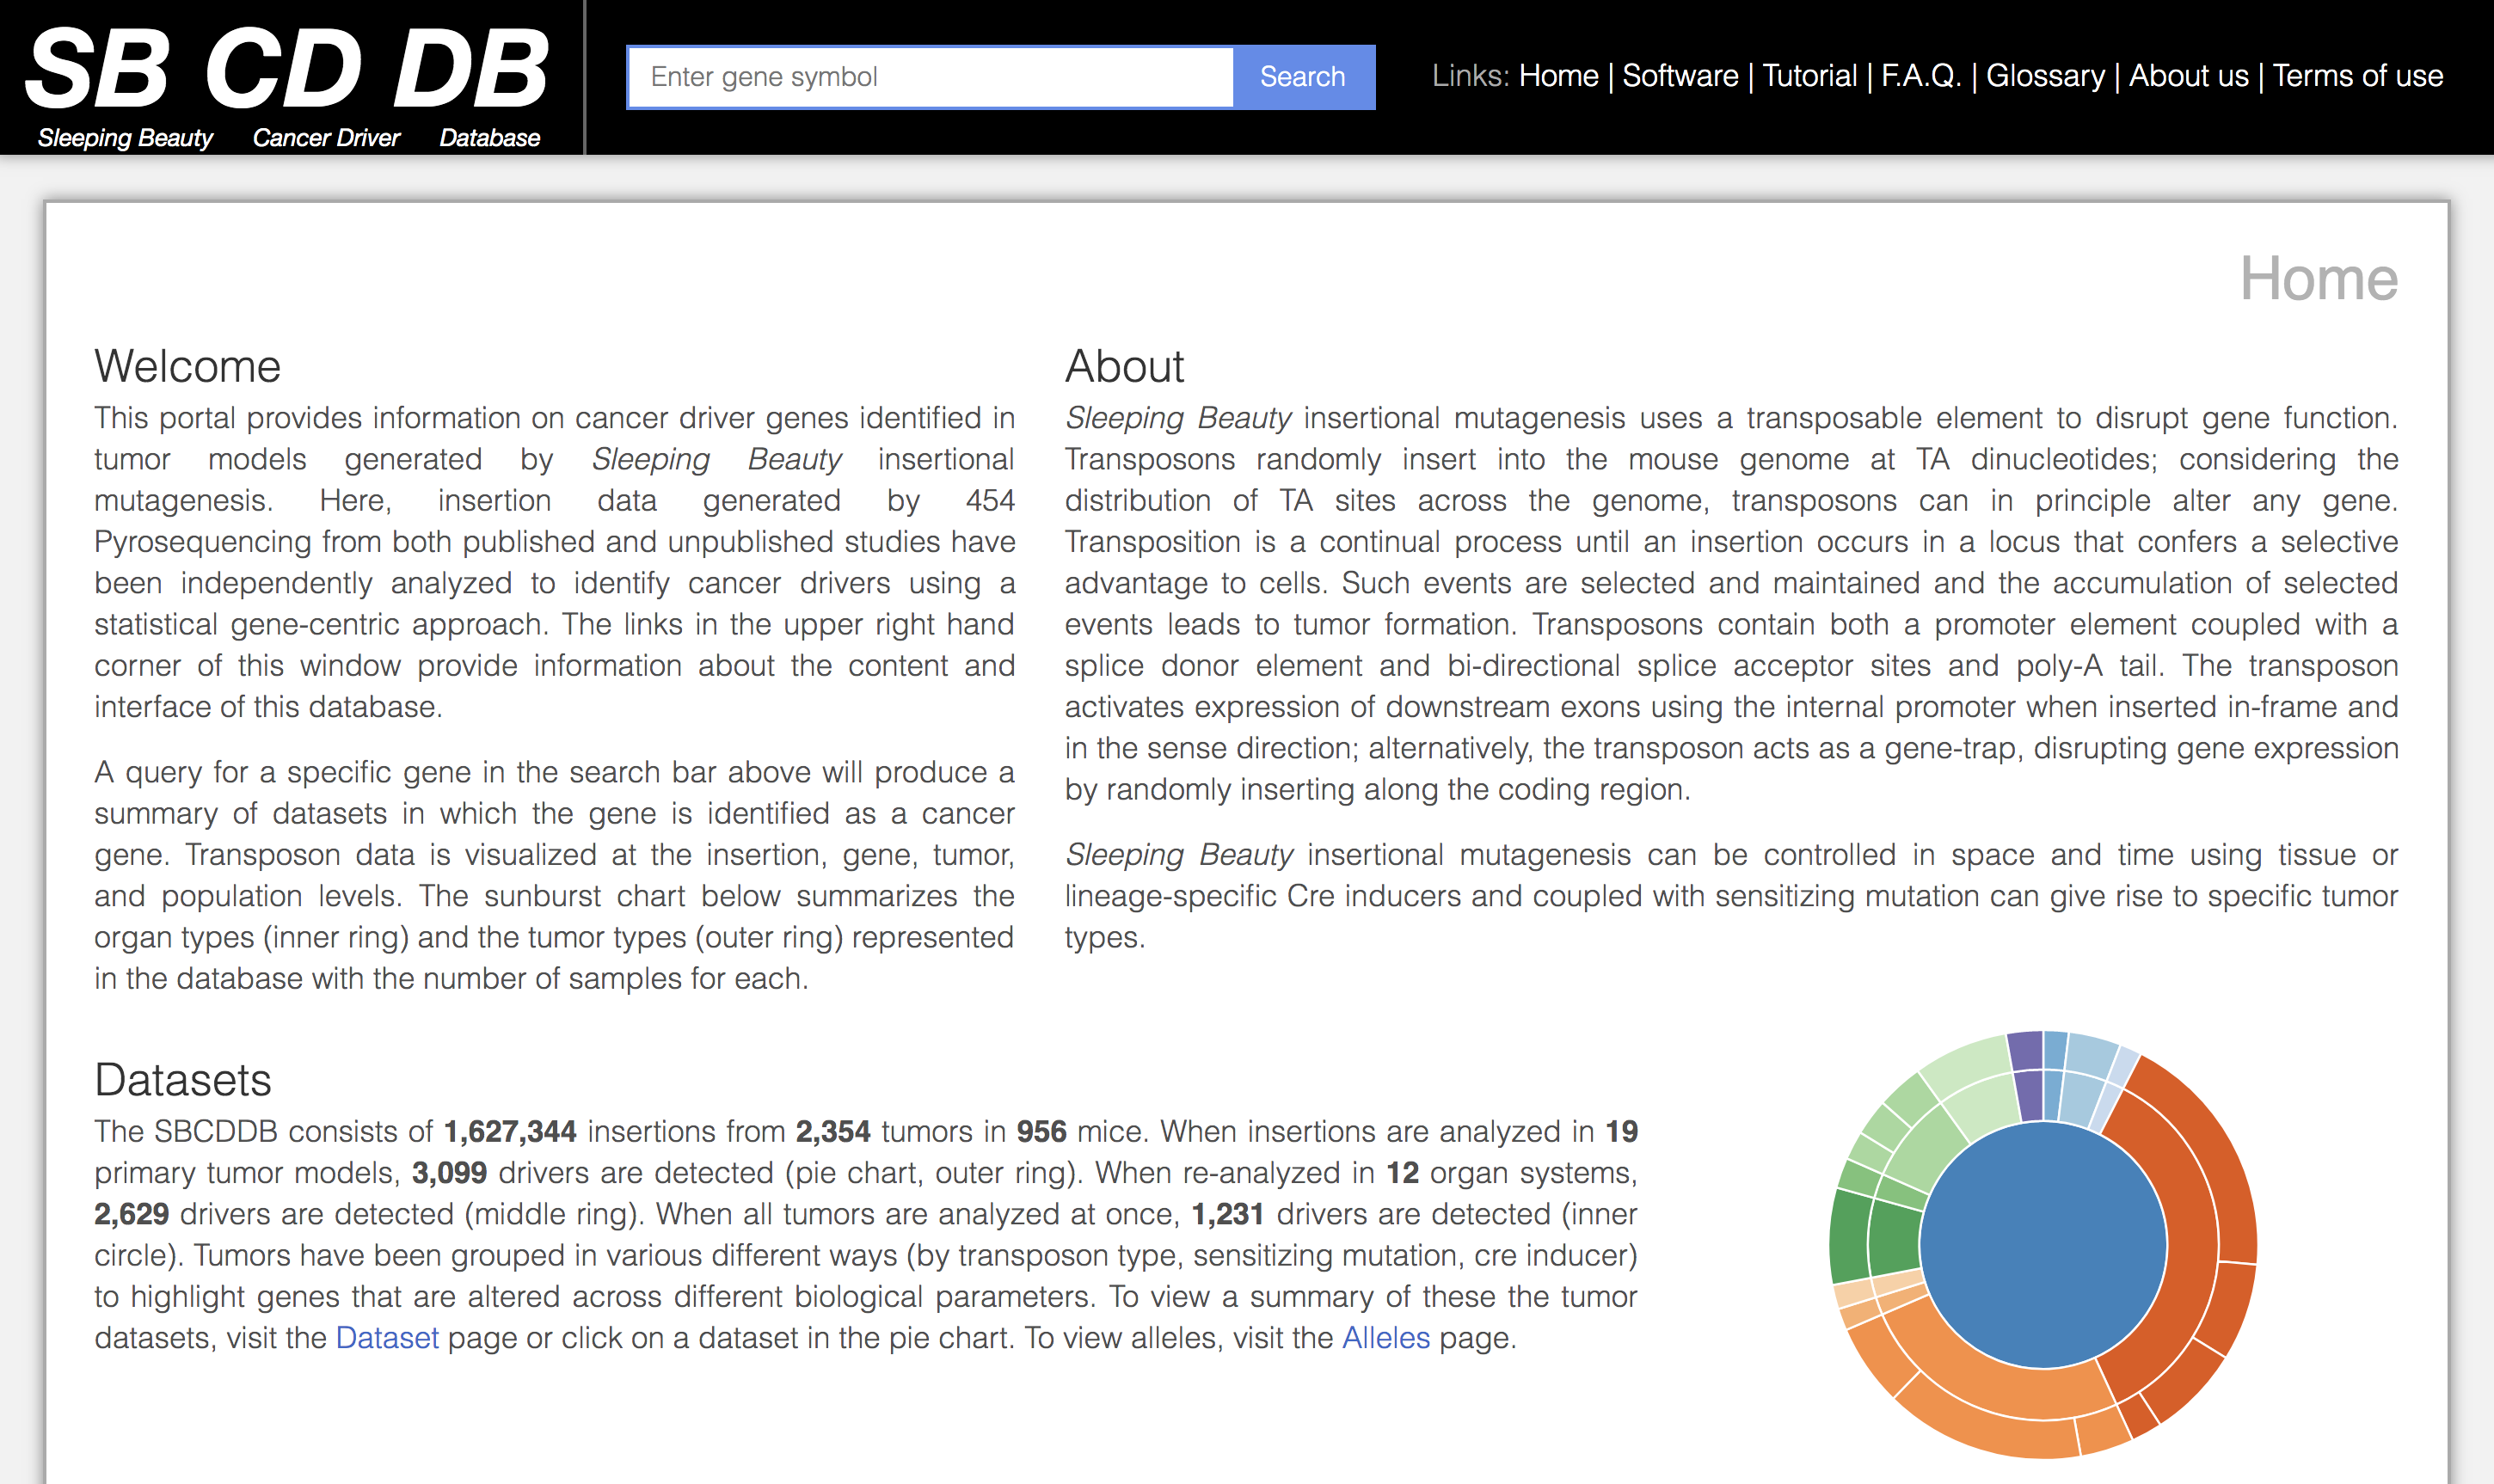 SB CD DB
Sleeping Beauty Cancer Driver Database
Enter gene symbol
Search
Links: Home | Software | Tutorial | F.A.Q. | Glossary | About us | Terms of use
Home
Welcome
This portal provides information on cancer driver genes identified in
tumor models generated by Sleeping Beauty insertional
mutagenesis. Here, insertion data generated by 454
Pyrosequencing from both published and unpublished studies have
been independently analyzed to identify cancer drivers using a
statistical gene-centric approach. The links in the upper right hand
corner of this window provide information about the content and
interface of this database.
A query for a specific gene in the search bar above will produce a
summary of datasets in which the gene is identified as a cancer
gene. Transposon data is visualized at the insertion, gene, tumor,
and population levels. The sunburst chart below summarizes the
organ types (inner ring) and the tumor types (outer ring) represented
in the database with the number of samples for each.
About
Sleeping Beauty insertional mutagenesis uses a transposable element to disrupt gene function.
Transposons randomly insert into the mouse genome at TA dinucleotides; considering the
distribution of TA sites across the genome, transposons can in principle alter any gene.
Transposition is a continual process until an insertion occurs in a locus that confers a selective
advantage to cells. Such events are selected and maintained and the accumulation of selected
events leads to tumor formation. Transposons contain both a promoter element coupled with a
splice donor element and bi-directional splice acceptor sites and poly-A tail. The transposon
activates expression of downstream exons using the internal promoter when inserted in-frame and
in the sense direction; alternatively, the transposon acts as a gene-trap, disrupting gene expression
by randomly inserting along the coding region.
Sleeping Beauty insertional mutagenesis can be controlled in space and time using tissue or
lineage-specific Cre inducers and coupled with sensitizing mutation can give rise to specific tumor
types.
Datasets
The SBCDDB consists of 1,627,344 insertions from 2,354 tumors in 956 mice. When insertions are analyzed in 19
primary tumor models, 3,099 drivers are detected (pie chart, outer ring). When re-analyzed in 12 organ systems,
2,629 drivers are detected (middle ring). When all tumors are analyzed at once, 1,231 drivers are detected (inner
circle). Tumors have been grouped in various different ways (by transposon type, sensitizing mutation, cre inducer)
to highlight genes that are altered across different biological parameters. To view a summary of these the tumor
datasets, visit the Dataset page or click on a dataset in the pie chart. To view alleles, visit the Alleles page.